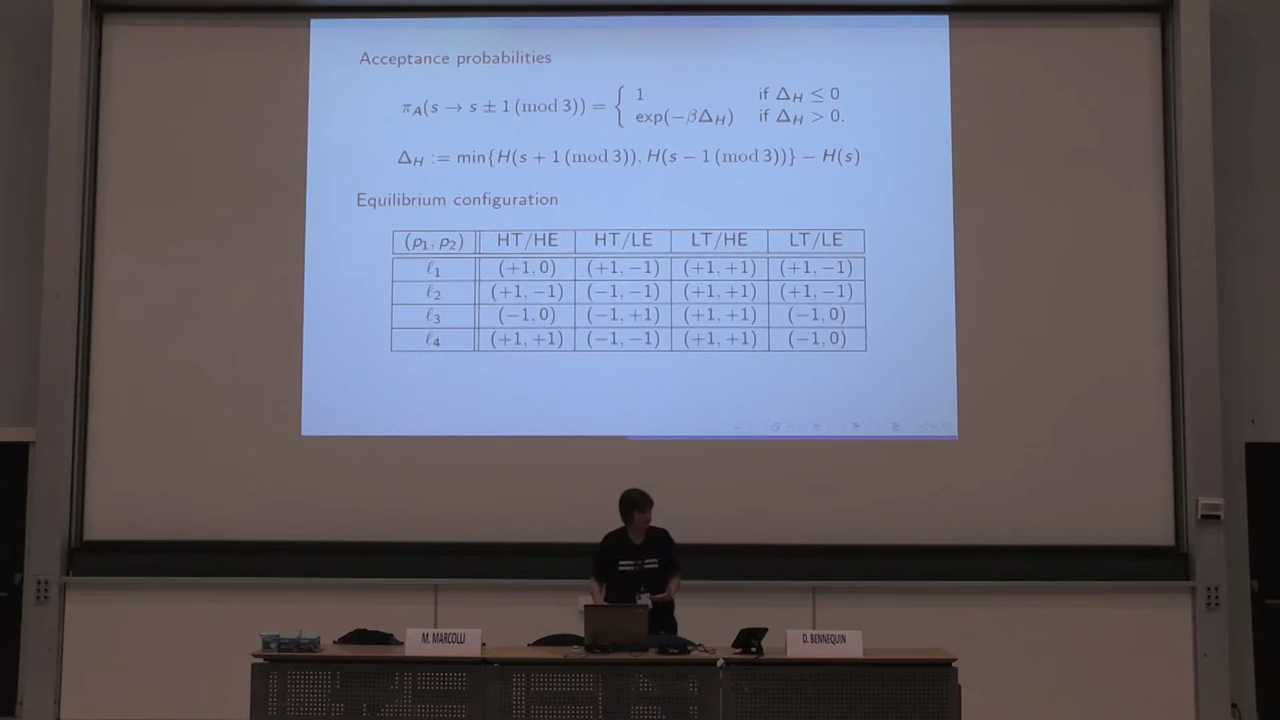 Acceptance probabilities
π_A(s → s ± 1 (mod 3)) = { 1 if Δ_H ≤ 0
exp(−βΔ_H) if Δ_H > 0.
Δ_H := min{H(s + 1 (mod 3)), H(s − 1 (mod 3))} − H(s)
Equilibrium configuration
(p₁, p₂) HT/HE HT/LE LT/HE LT/LE
ℓ₁ (+1, 0) (+1, −1) (+1, +1) (+1, −1)
ℓ₂ (+1, −1) (−1, −1) (+1, +1) (+1, −1)
ℓ₃ (−1, 0) (−1, +1) (+1, +1) (−1, 0)
ℓ₄ (+1, +1) (−1, −1) (+1, +1) (−1, 0)
M. MARCOLLI
D. BENNEQUIN